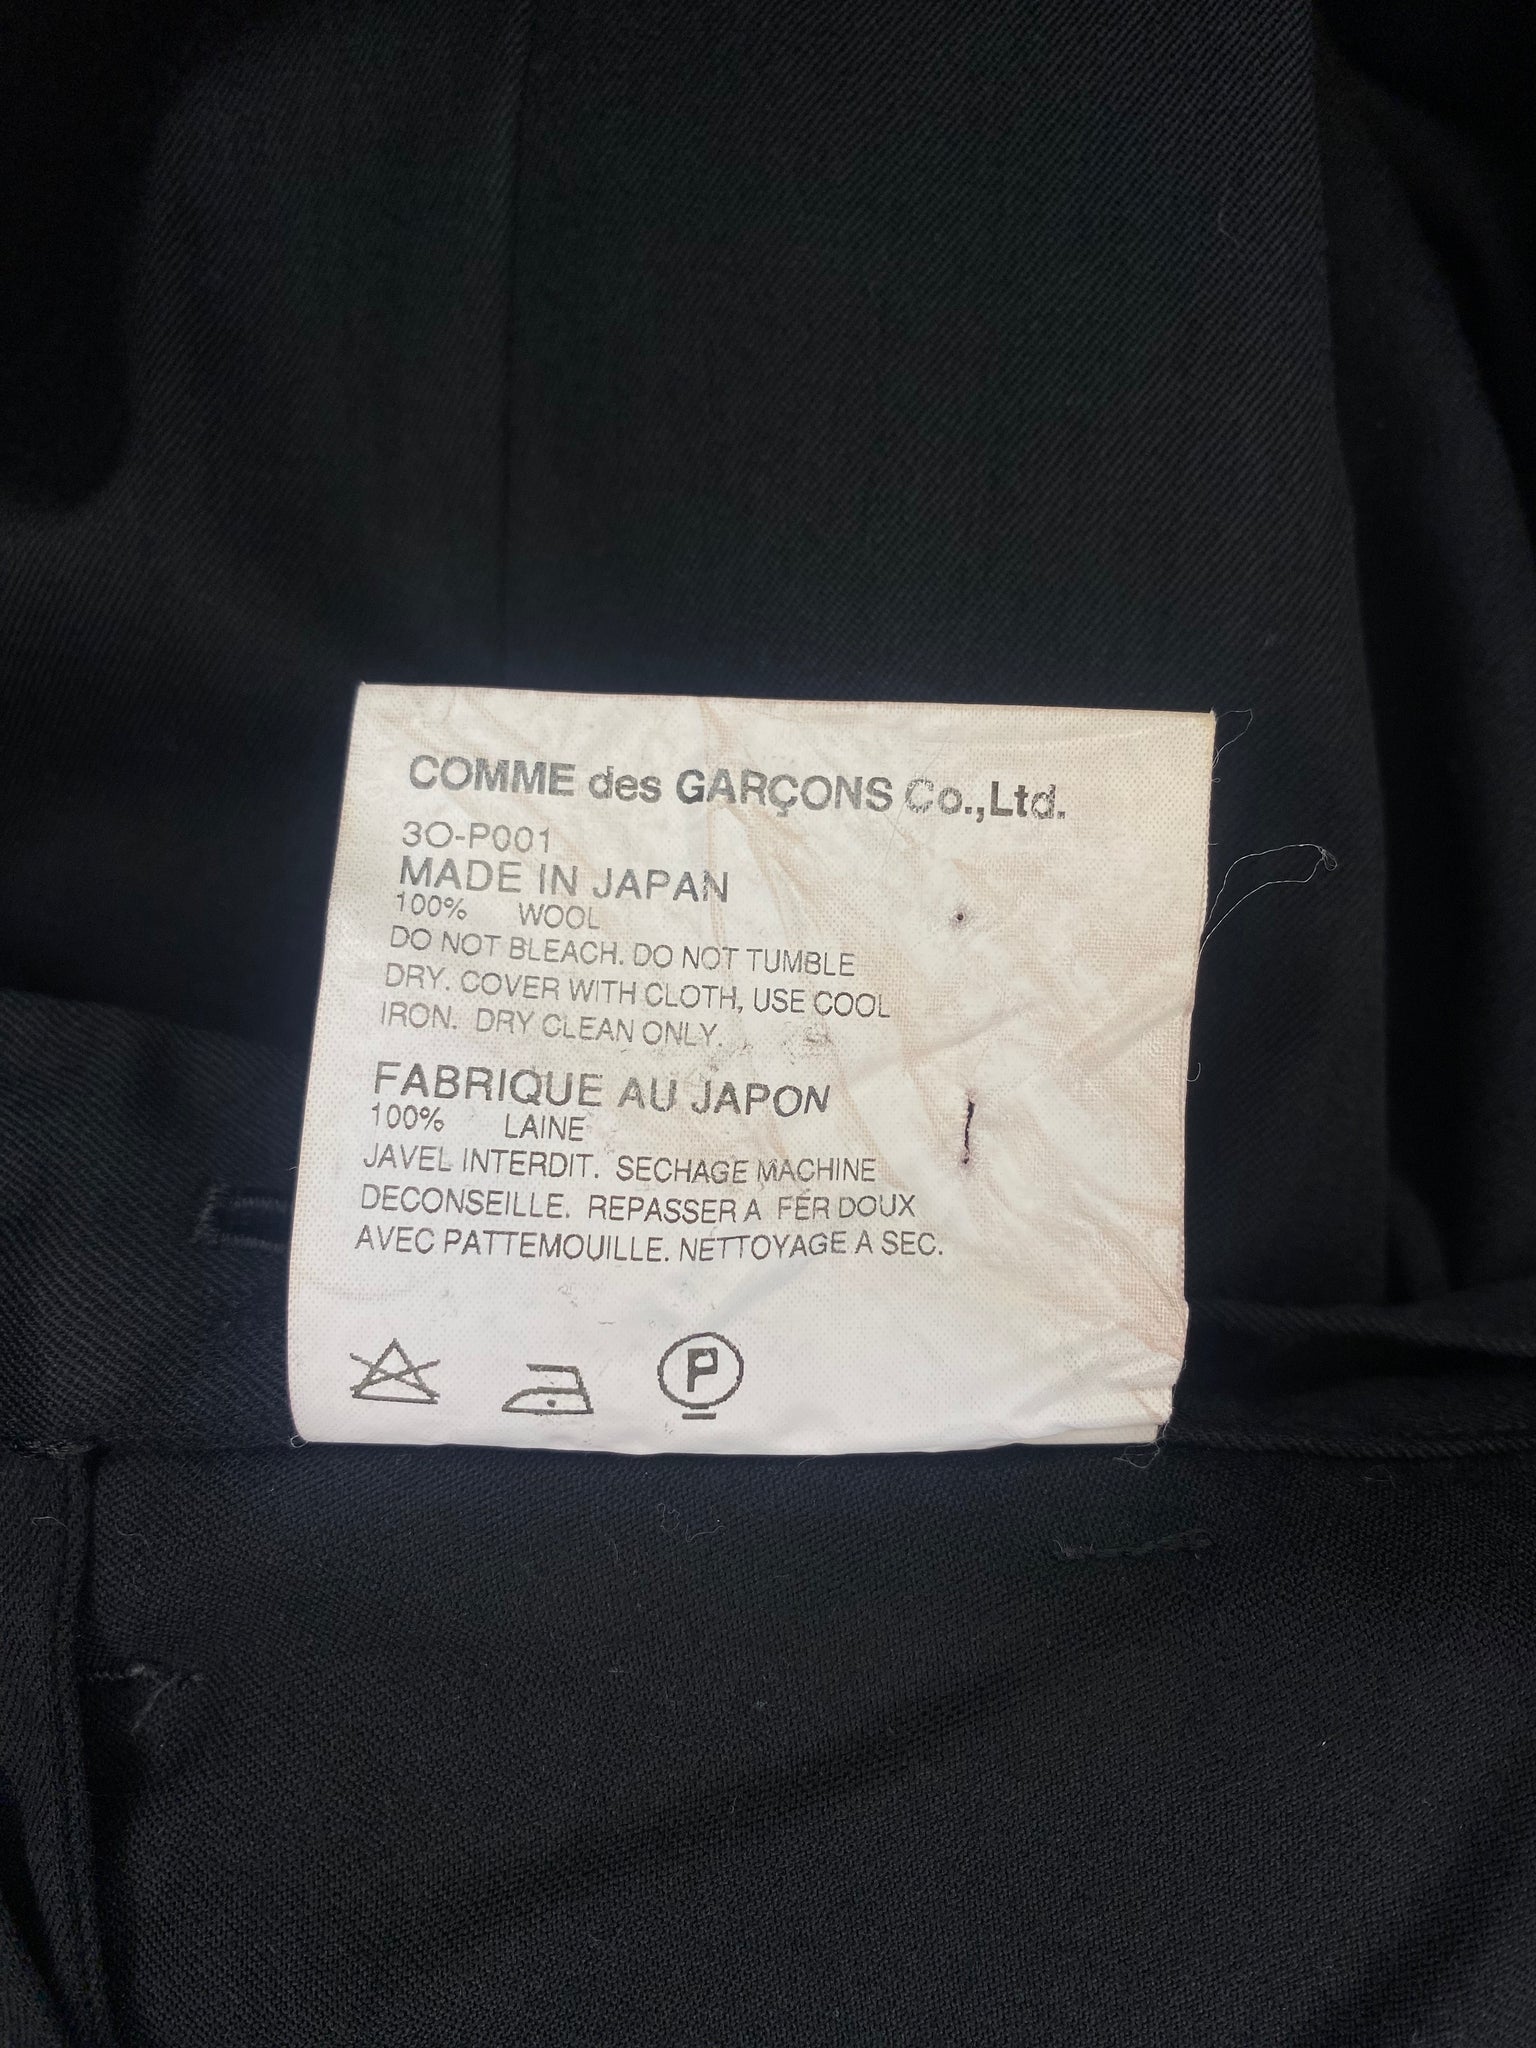 COMME des GARÇONS Co.,Ltd.
3O-P001
MADE IN JAPAN
100% WOOL
DO NOT BLEACH. DO NOT TUMBLE
DRY. COVER WITH CLOTH, USE COOL
IRON. DRY CLEAN ONLY.
FABRIQUE AU JAPON
100% LAINE
JAVEL INTERDIT. SECHAGE MACHINE
DECONSEILLE. REPASSER A FER DOUX
AVEC PATTEMOUILLE. NETTOYAGE A SEC.
P